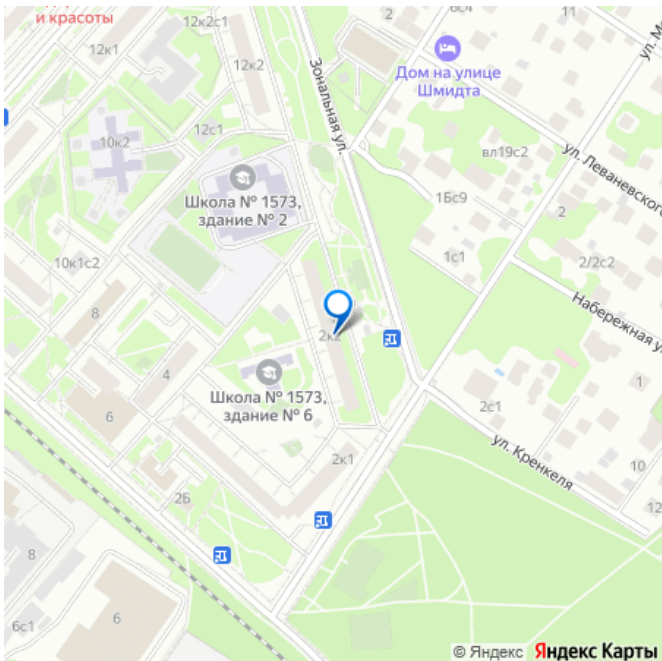 и красоты
12к2с1
6с4
11
12к1
12к2
Зональная ул.
Дом на улице
Шмидта
12с1
10к2
вл19с2
ул. Леваневского
Школа № 1573,
здание № 2
1Бс9
2
1с1
2/2с2
10к1с2
Набережная
8
2к2
4
1
Школа № 1573,
здание № 6
6
2с1
ул. Кренкеля
2к1
10
2Б
12
8
6
6с1
© Яндекс Яндекс Карты